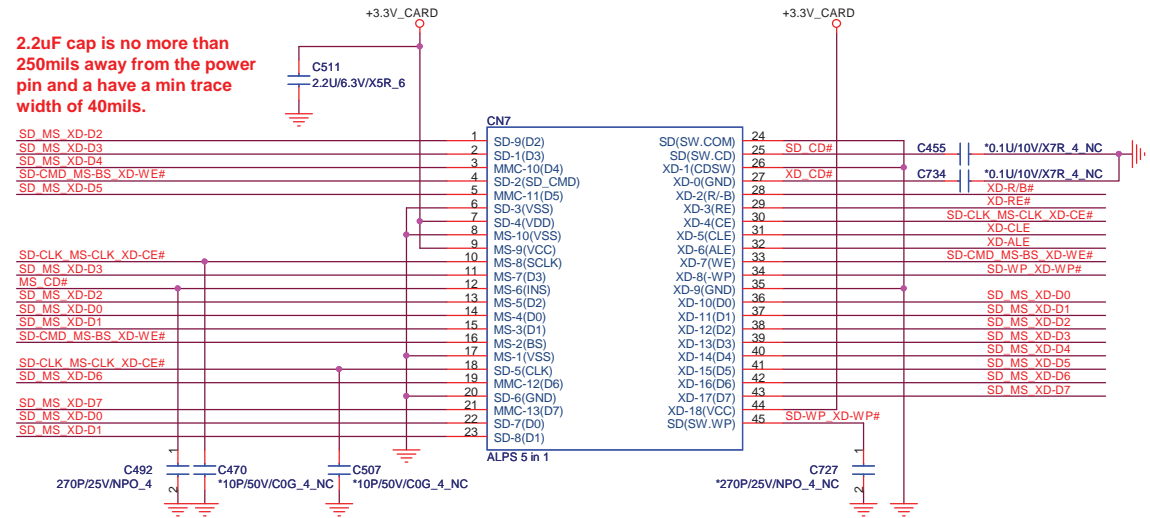 +3.3V_CARD
+3.3V_CARD
2.2uF cap is no more than
250mils away from the power
pin and a have a min trace
width of 40mils.
C511
2.2U/6.3V/X5R_6
CN7
SD_MS_XD-D2 1 SD-9(D2)
SD_MS_XD-D3 2 SD-1(D3)
SD_MS_XD-D4 3 MMC-10(D4)
SD-CMD_MS-BS_XD-WE# 4 SD-2(SD_CMD)
SD_MS_XD-D5 5 MMC-11(D5)
6 SD-3(VSS)
7 SD-4(VDD)
8 MS-10(VSS)
9 MS-9(VCC)
SD-CLK_MS-CLK_XD-CE# 10 MS-8(SCLK)
SD_MS_XD-D3 11 MS-7(D3)
MS_CD# 12 MS-6(INS)
SD_MS_XD-D2 13 MS-5(D2)
SD_MS_XD-D0 14 MS-4(D0)
SD_MS_XD-D1 15 MS-3(D1)
SD-CMD_MS-BS_XD-WE# 16 MS-2(BS)
17 MS-1(VSS)
SD-CLK_MS-CLK_XD-CE# 18 SD-5(CLK)
SD_MS_XD-D6 19 MMC-12(D6)
20 SD-6(GND)
SD_MS_XD-D7 21 MMC-13(D7)
SD_MS_XD-D0 22 SD-7(D0)
SD_MS_XD-D1 23 SD-8(D1)
SD(SW.COM) 24
SD(SW.CD) 25 SD_CD# C455 *0.1U/10V/X7R_4_NC
XD-1(CDSW) 26
XD-0(GND) 27 XD_CD# C734 *0.1U/10V/X7R_4_NC
XD-2(R/-B) 28 XD-R/B#
XD-3(RE) 29 XD-RE#
XD-4(CE) 30 SD-CLK_MS-CLK_XD-CE#
XD-5(CLE) 31 XD-CLE
XD-6(ALE) 32 XD-ALE
XD-7(WE) 33 SD-CMD_MS-BS_XD-WE#
XD-8(-WP) 34 SD-WP_XD-WP#
XD-9(GND) 35
XD-10(D0) 36 SD_MS_XD-D0
XD-11(D1) 37 SD_MS_XD-D1
XD-12(D2) 38 SD_MS_XD-D2
XD-13(D3) 39 SD_MS_XD-D3
XD-14(D4) 40 SD_MS_XD-D4
XD-15(D5) 41 SD_MS_XD-D5
XD-16(D6) 42 SD_MS_XD-D6
XD-17(D7) 43 SD_MS_XD-D7
XD-18(VCC) 44
SD(SW.WP) 45 SD-WP_XD-WP#
ALPS 5 in 1
1
C492
270P/25V/NPO_4
2
C470
*10P/50V/C0G_4_NC
C507
*10P/50V/C0G_4_NC
1
C727
*270P/25V/NPO_4_NC
2